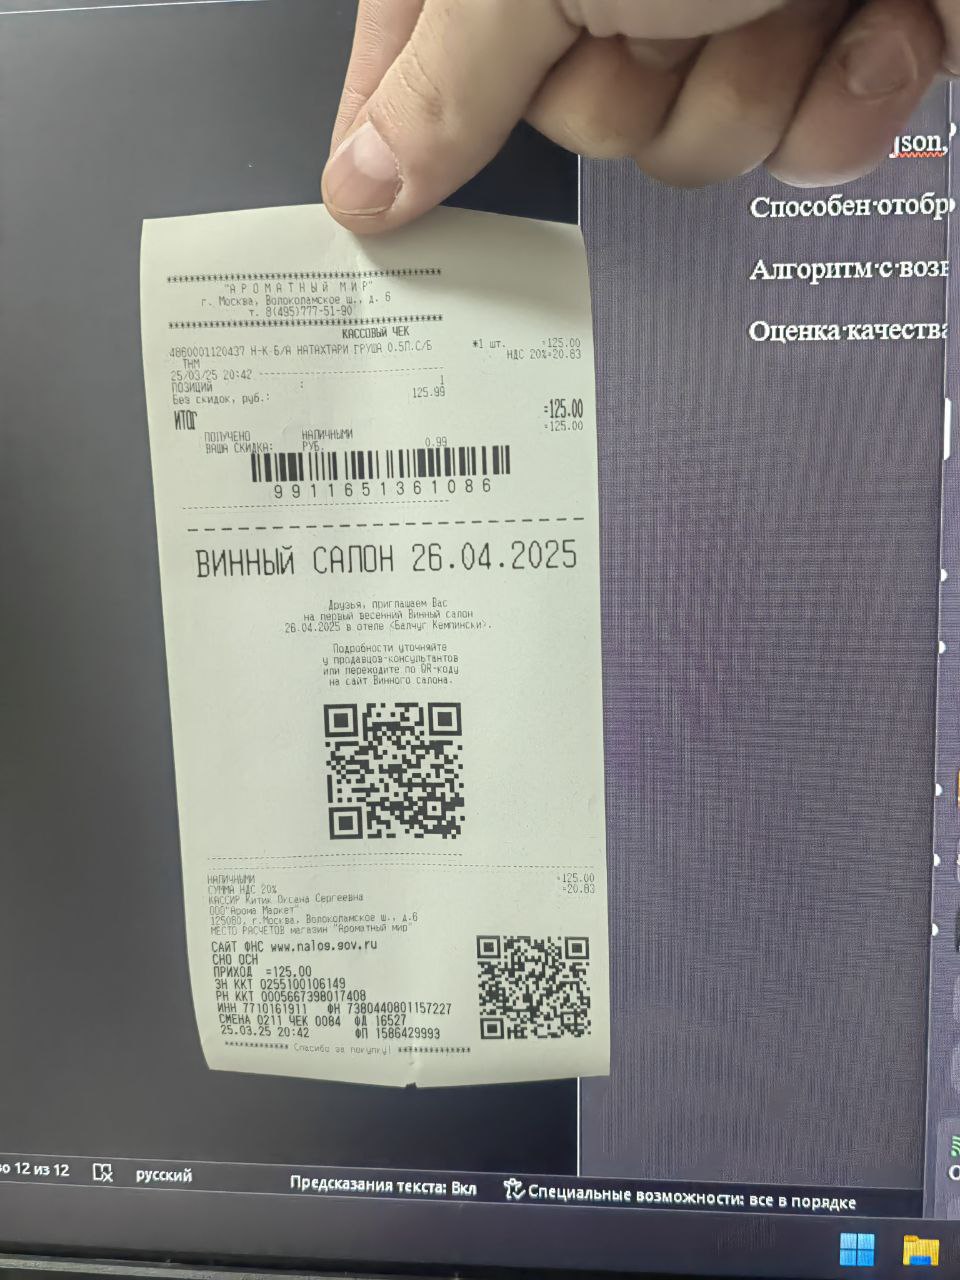 json,
Способен·отобр
Алгоритм·с·возв
Оценка·качества
****************************************
"АРОМАТНЫЙ МИР"
г. Москва, Волоколамское ш., д. 6
т. 8(495)777-51-90
****************************************
КАССОВЫЙ ЧЕК
4860001120437 Н-К Б/А НАТАХТАРИ ГРУША 0.5Л.С/Б *1 шт. =125.00
ТНМ НДС 20%=20.83
25/03/25 20:42
ПОЗИЦИЙ : 1
Без скидок, руб.: 125.99
ИТОГ =125.00
ПОЛУЧЕНО НАЛИЧНЫМИ =125.00
ВАША СКИДКА: РУБ. 0.99
9911651361086
ВИННЫЙ САЛОН 26.04.2025
Друзья, приглашаем Вас
на первый весенний Винный салон
26.04.2025 в отеле <Балчуг Кемпински>.
Подробности уточняйте
у продавцов-консультантов
или переходите по QR-коду
на сайт Винного салона.
НАЛИЧНЫМИ =125.00
СУММА НДС 20% =20.83
КАССИР Китик Оксана Сергеевна
ООО"Арома Маркет"
125080, г.Москва, Волоколамское ш., д.6
МЕСТО РАСЧЕТОВ магазин "Ароматный мир"
САЙТ ФНС www.nalog.gov.ru
СНО ОСН
ПРИХОД =125.00
ЗН ККТ 0255100106149
РН ККТ 0005667398017408
ИНН 7710161911 ФН 7380440801157227
СМЕНА 0211 ЧЕК 0084 ФД 16527
25.03.25 20:42 ФП 1586429993
************ Спасибо за покупку! ************
12 из 12 русский Предсказания текста: Вкл Специальные возможности: все в порядке